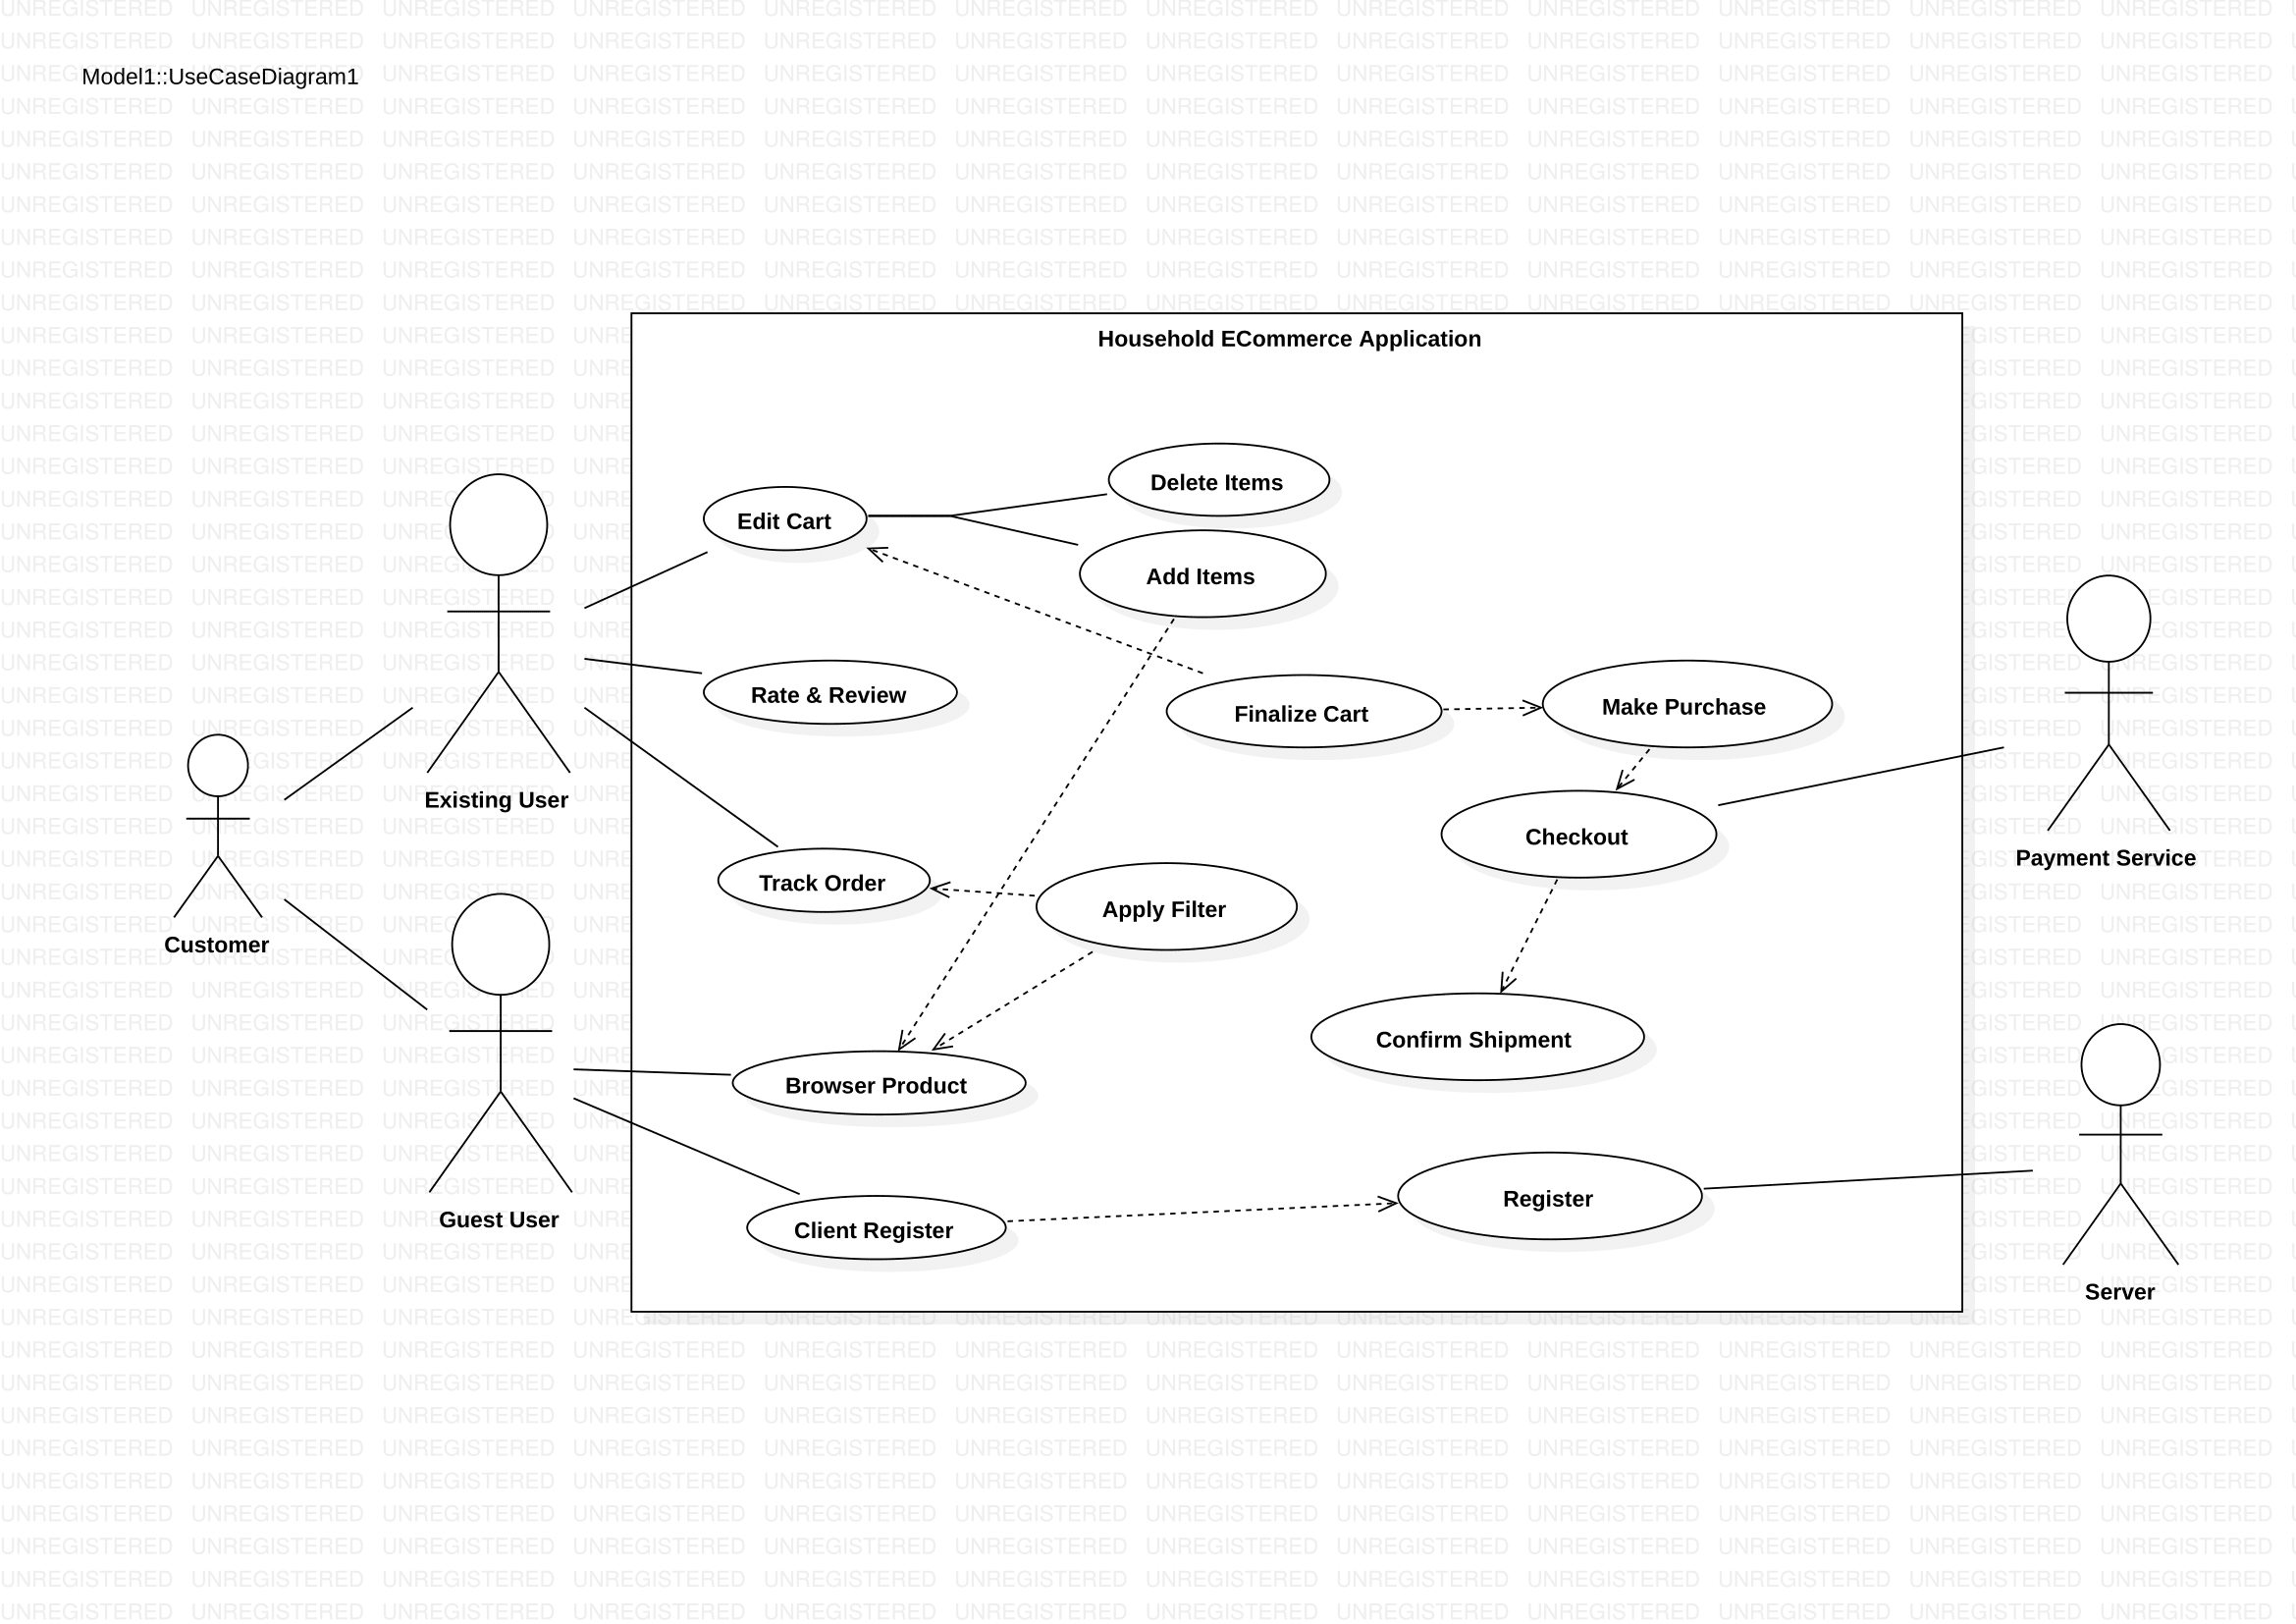 Model1::UseCaseDiagram1
Household ECommerce Application
Delete Items
Edit Cart
Add Items
Rate & Review
Finalize Cart
Make Purchase
Existing User
Checkout
Payment Service
Track Order
Apply Filter
Customer
Confirm Shipment
Browser Product
Register
Guest User
Client Register
Server
UNREGISTERED